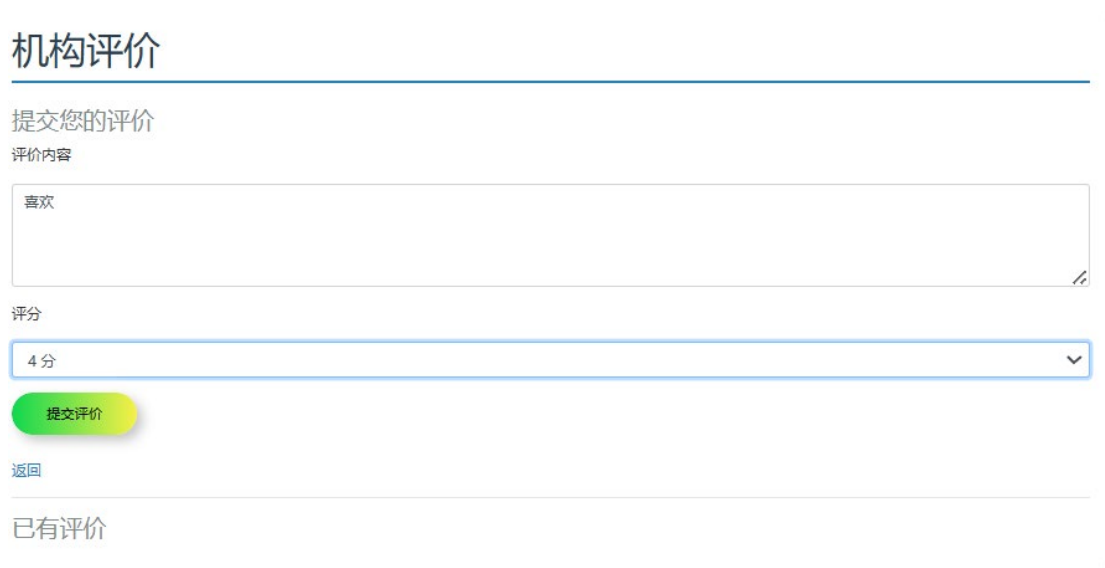 机构评价
提交您的评价
评价内容
喜欢
评分
4 分
提交评价
返回
已有评价